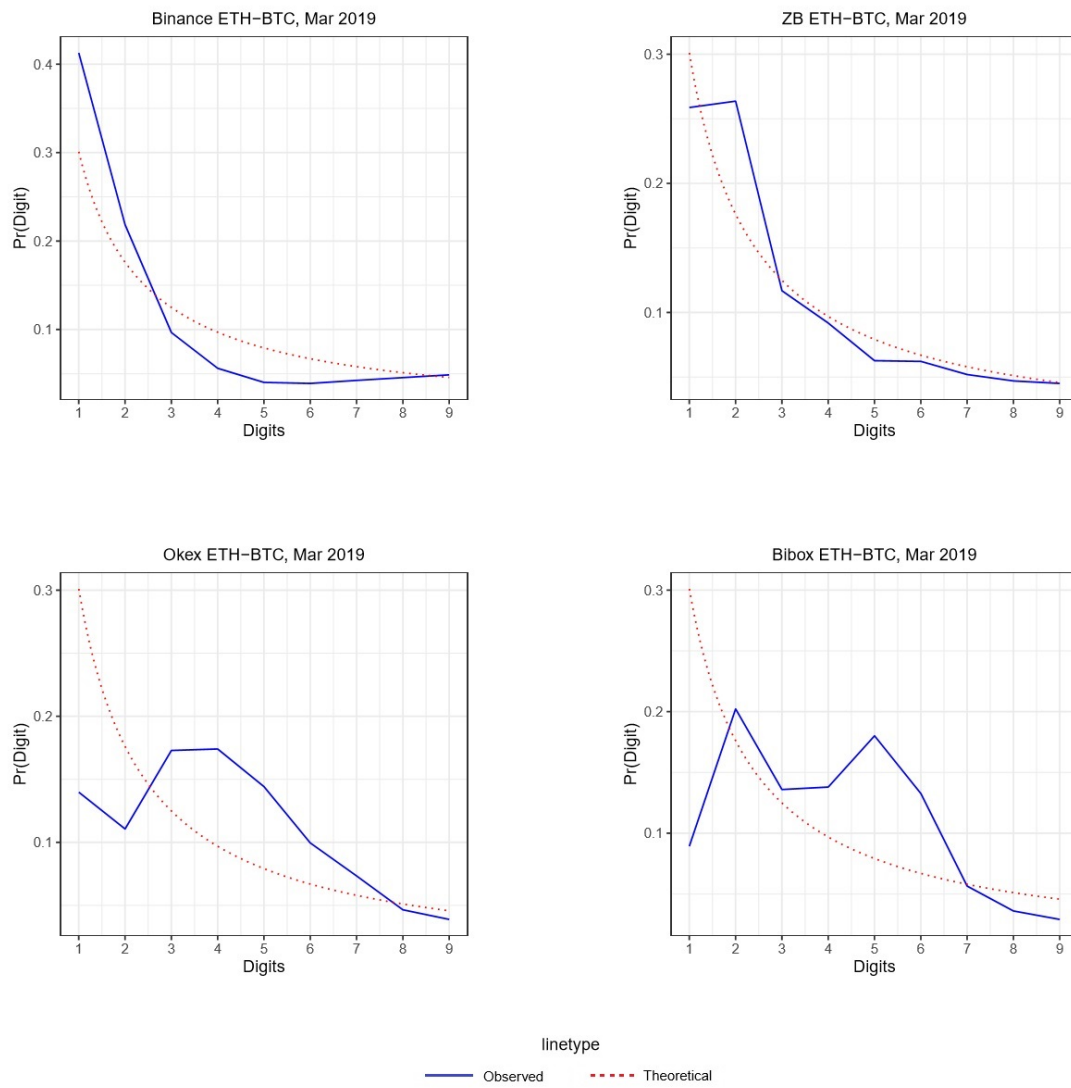 Binance ETH−BTC, Mar 2019
Pr(Digit)
0.4
0.3
0.2
0.1
1 2 3 4 5 6 7 8 9
Digits
ZB ETH−BTC, Mar 2019
Pr(Digit)
0.3
0.2
0.1
1 2 3 4 5 6 7 8 9
Digits
Okex ETH−BTC, Mar 2019
Pr(Digit)
0.3
0.2
0.1
1 2 3 4 5 6 7 8 9
Digits
Bibox ETH−BTC, Mar 2019
Pr(Digit)
0.3
0.2
0.1
1 2 3 4 5 6 7 8 9
Digits
linetype
Observed Theoretical